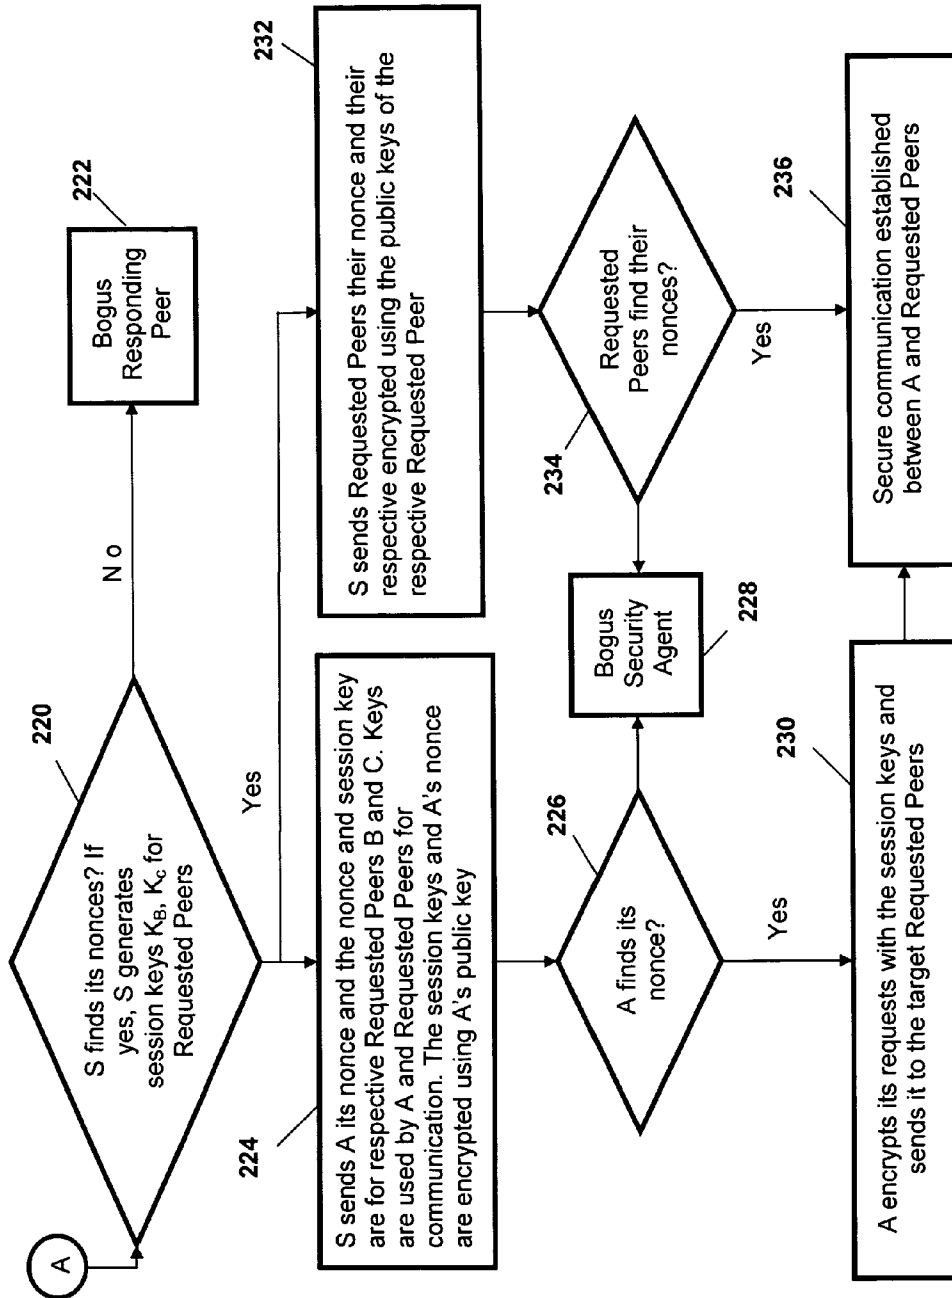 A
220
S finds its nonces? If
yes, S generates
session keys K_B, K_C for
Requested Peers
No
222
Bogus
Responding
Peer
Yes
224
S sends A its nonce and the nonce and session key
are for respective Requested Peers B and C. Keys
are used by A and Requested Peers for
communication. The session keys and A's nonce
are encrypted using A's public key
232
S sends Requested Peers their nonce and their
respective encrypted using the public keys of the
respective Requested Peer
226
A finds its
nonce?
Bogus
Security
Agent
228
234
Requested
Peers find their
nonces?
Yes
Yes
230
A encrypts its requests with the session keys and
sends it to the target Requested Peers
236
Secure communication established
between A and Requested Peers